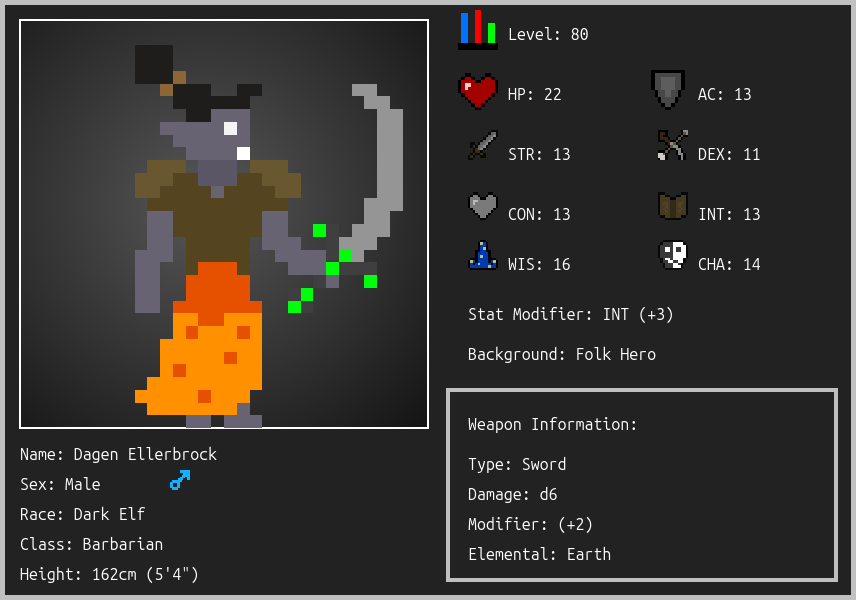 Level: 80
HP: 22
AC: 13
STR: 13
DEX: 11
CON: 13
INT: 13
WIS: 16
CHA: 14
Stat Modifier: INT (+3)
Background: Folk Hero
Weapon Information:
Type: Sword
Damage: d6
Modifier: (+2)
Elemental: Earth
Name: Dagen Ellerbrock
Sex: Male
Race: Dark Elf
Class: Barbarian
Height: 162cm (5'4")